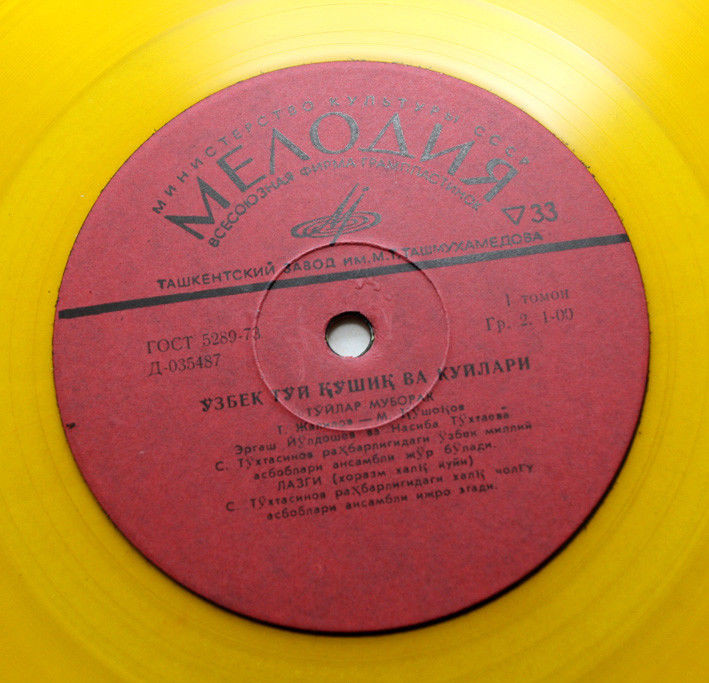 МИНИСТЕРСТВО КУЛЬТУРЫ СССР
МЕЛОДИЯ
ВСЕСОЮЗНАЯ ФИРМА ГРАМПЛАСТИНОК
▽33
ТАШКЕНТСКИЙ ЗАВОД ИМ. М.Т.ТАШМУХАМЕДОВА
ГОСТ 5289-73
Д-035487
1 томон
Гр. 2. 1-00
ЎЗБЕК ТЎЙ ҚЎШИҚ ВА КУЙЛАРИ
ТЎЙЛАР МУБОРАК
Т. Жалилов — М. Нўшоқов
Эргаш Йўлдошев ва Насиба Тўхтаева
С. Тўхтасинов раҳбарлигидаги ўзбек миллий
асбоблари ансамбли жўр бўлади.
ЛАЗГИ (хоразм халқ куйи)
С. Тўхтасинов раҳбарлигидаги халқ чолғу
асбоблари ансамбли ижро этади.